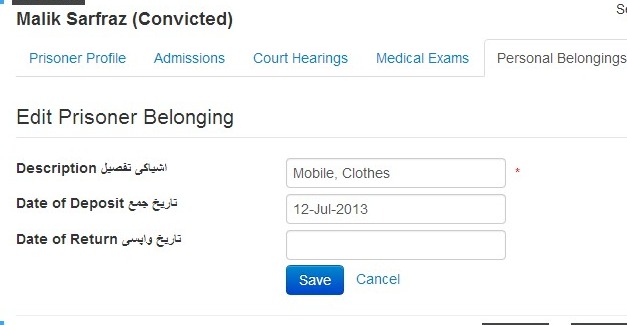 Malik Sarfraz (Convicted)
Prisoner Profile Admissions Court Hearings Medical Exams Personal Belongings
Edit Prisoner Belonging
Description اشیاکی تفصیل Mobile, Clothes *
Date of Deposit تاریخ جمع 12-Jul-2013
Date of Return تاریخ واپسی
Save Cancel